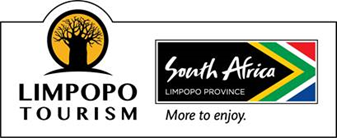 LIMPOPO
TOURISM
South Africa
LIMPOPO PROVINCE
More to enjoy.